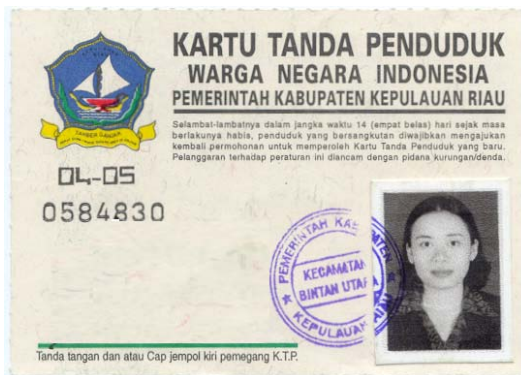 KARTU TANDA PENDUDUK
WARGA NEGARA INDONESIA
PEMERINTAH KABUPATEN KEPULAUAN RIAU
Selambat-lambatnya dalam jangka waktu 14 (empat belas) hari sejak masa
berlakunya habis, penduduk yang bersangkutan diwajibkan mengajukan
kembali permohonan untuk memperoleh Kartu Tanda Penduduk yang baru.
Pelanggaran terhadap peraturan ini diancam dengan pidana kurungan/denda.
04-05
0584830
PEMERINTAH KAB
KECAMATAN
BINTAN UTARA
KEPULAUAN
Tanda tangan dan atau Cap jempol kiri pemegang K.T.P.